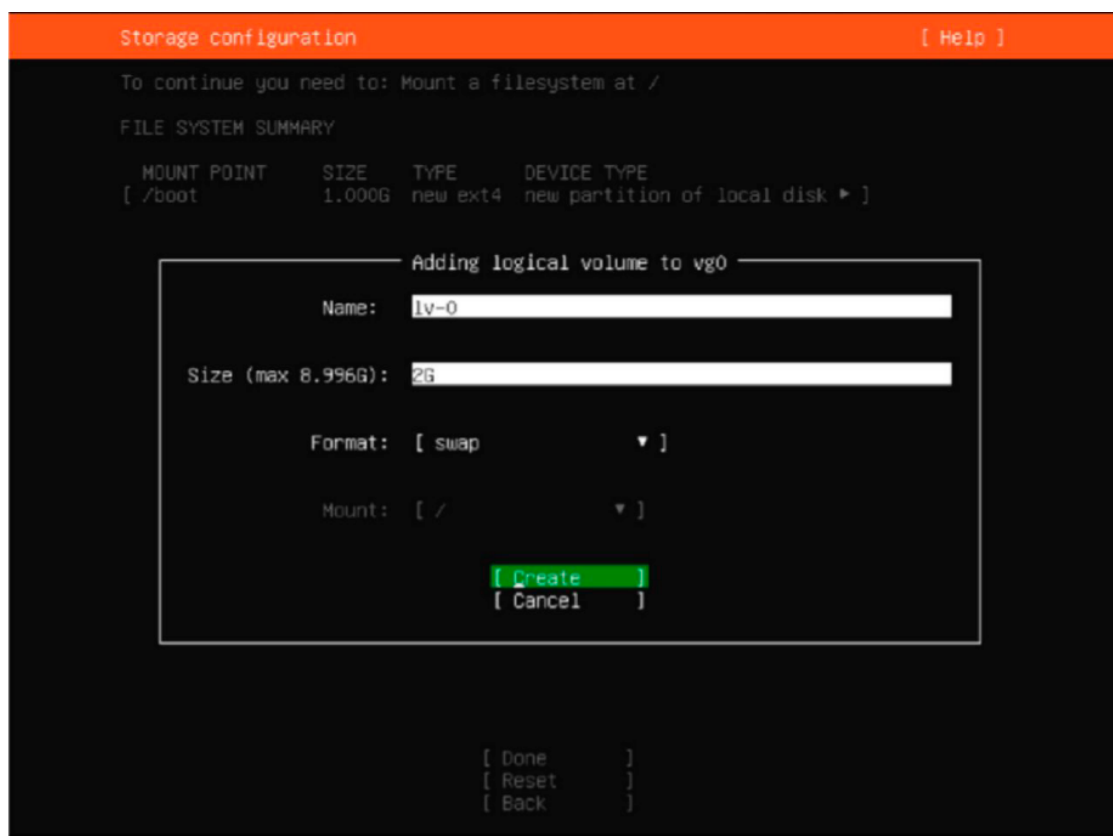 Storage configuration [ Help ]
To continue you need to: Mount a filesystem at /
FILE SYSTEM SUMMARY
MOUNT POINT SIZE TYPE DEVICE TYPE
[ /boot 1.000G new ext4 new partition of local disk ▸ ]
Adding logical volume to vg0
Name: lv-0
Size (max 8.996G): 2G
Format: [ swap ▾ ]
Mount: [ / ▾ ]
[ Create ]
[ Cancel ]
[ Done ]
[ Reset ]
[ Back ]